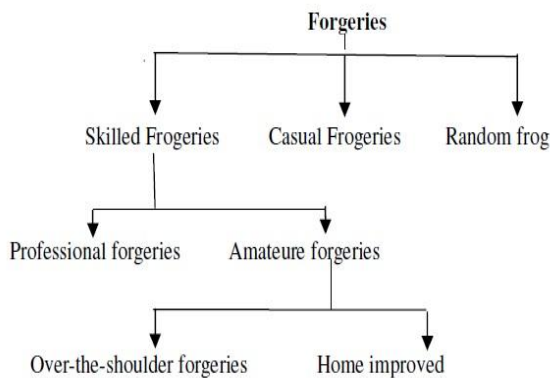 Forgeries
Skilled Frogeries Casual Frogeries Random frog
Professional forgeries Amateure forgeries
Over-the-shoulder forgeries Home improved